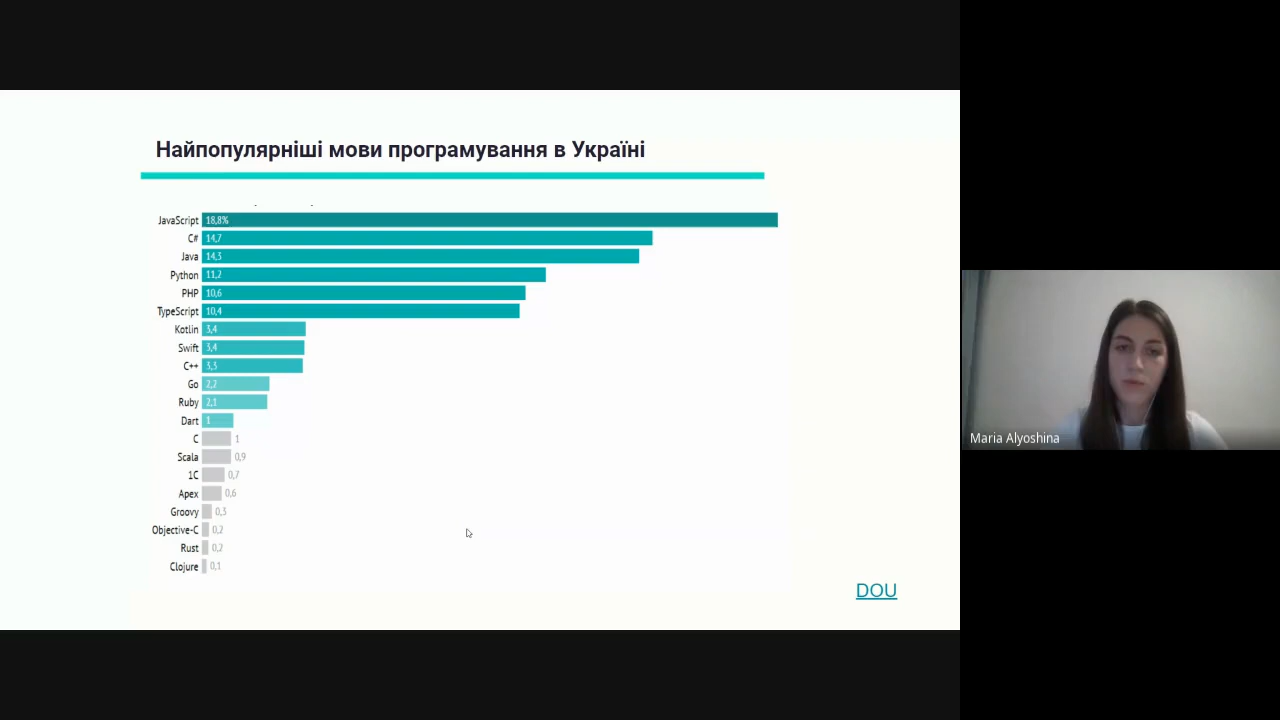 Найпопулярніші мови програмування в Україні
JavaScript 18,8%
C# 14,7
Java 14,3
Python 11,2
PHP 10,6
TypeScript 10,4
Kotlin 3,4
Swift 3,4
C++ 3,3
Go 2,2
Ruby 2,1
Dart 1
C 1
Scala 0,9
1C 0,7
Apex 0,6
Groovy 0,3
Objective-C 0,2
Rust 0,2
Clojure 0,1
DOU
Maria Alyoshina